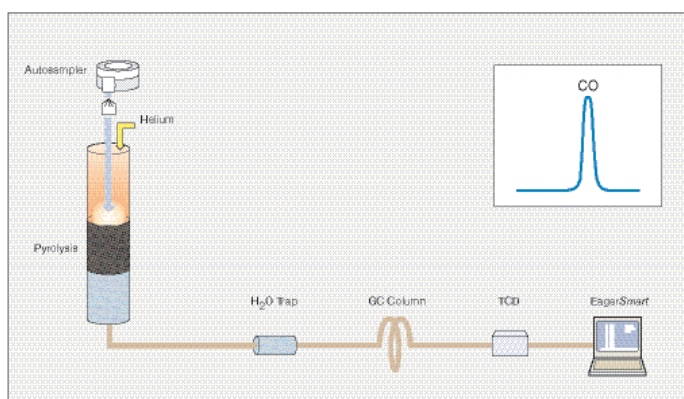 Autosampler
Helium
CO
Pyrolysis
H₂O Trap
GC Column
TCD
EagerSmart